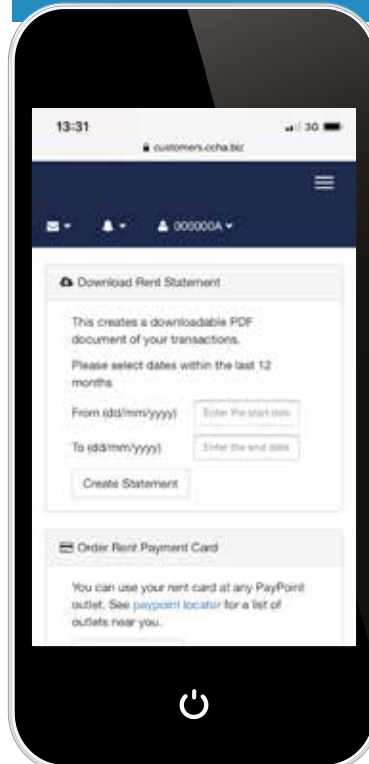 13:31
3G
customers.ccha.biz
000000A
Download Rent Statement
This creates a downloadable PDF
document of your transactions.
Please select dates within the last 12
months
From (dd/mm/yyyy) Enter the start date
To (dd/mm/yyyy) Enter the end date
Create Statement
Order Rent Payment Card
You can use your rent card at any PayPoint
outlet. See paypoint locator for a list of
outlets near you.